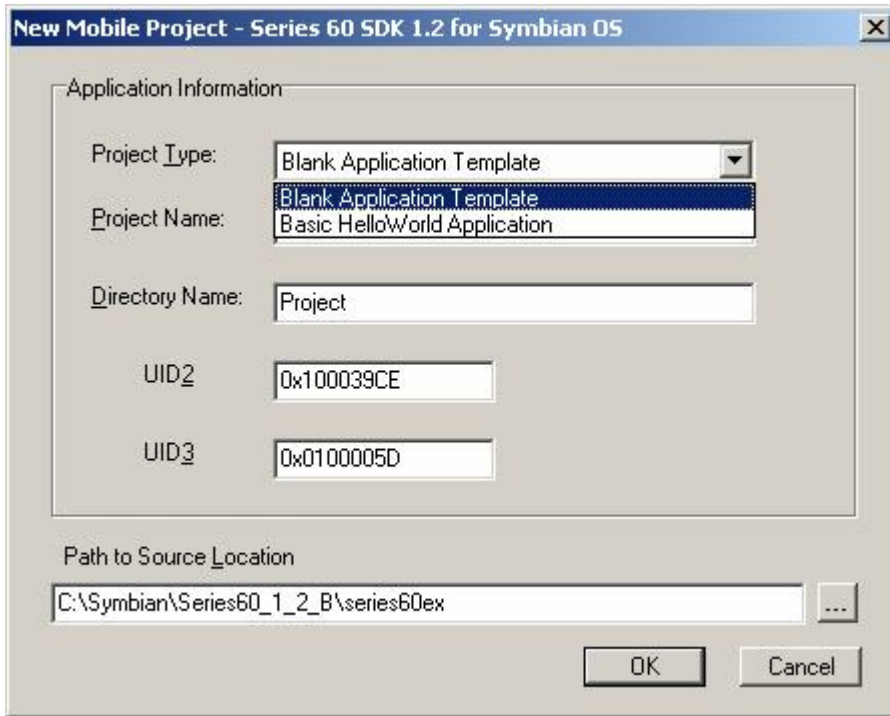 New Mobile Project - Series 60 SDK 1.2 for Symbian OS
Application Information
Project Type:
Blank Application Template
Blank Application Template
Basic HelloWorld Application
Project Name:
Directory Name:
Project
UID2
0x100039CE
UID3
0x0100005D
Path to Source Location
C:\Symbian\Series60_1_2_B\series60ex
...
OK
Cancel